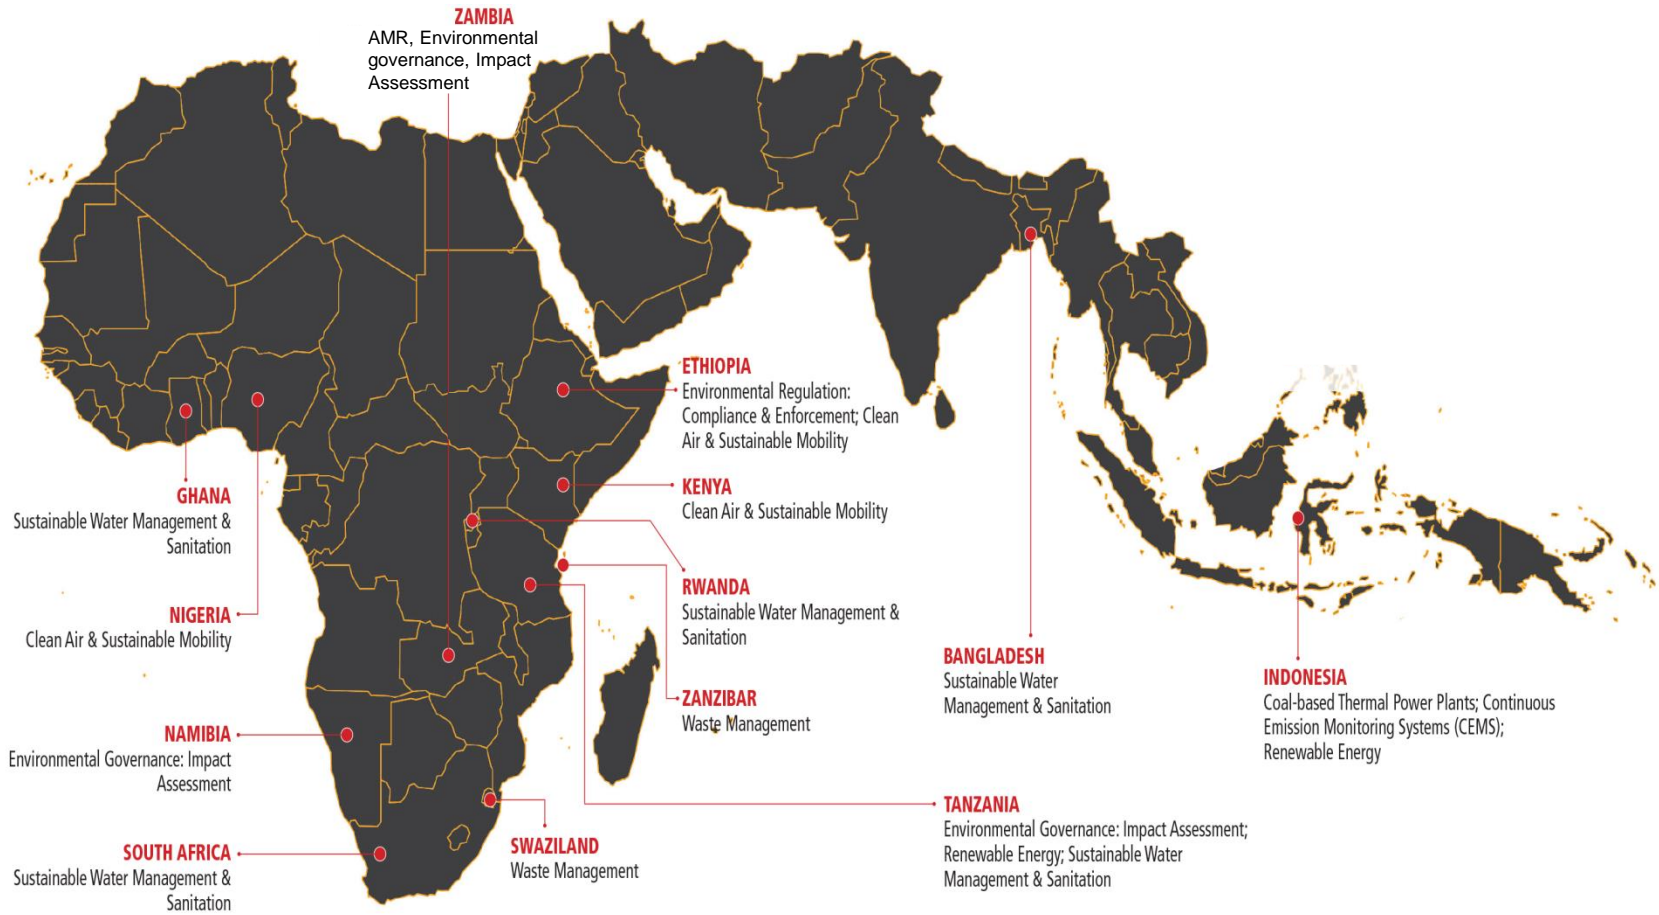 ZAMBIA
AMR, Environmental
governance, Impact
Assessment
ETHIOPIA
Environmental Regulation:
Compliance & Enforcement; Clean
Air & Sustainable Mobility
GHANA
Sustainable Water Management &
Sanitation
KENYA
Clean Air & Sustainable Mobility
NIGERIA
Clean Air & Sustainable Mobility
RWANDA
Sustainable Water Management &
Sanitation
ZANZIBAR
Waste Management
BANGLADESH
Sustainable Water
Management & Sanitation
INDONESIA
Coal-based Thermal Power Plants; Continuous
Emission Monitoring Systems (CEMS);
Renewable Energy
NAMIBIA
Environmental Governance: Impact
Assessment
TANZANIA
Environmental Governance: Impact Assessment;
Renewable Energy; Sustainable Water
Management & Sanitation
SWAZILAND
Waste Management
SOUTH AFRICA
Sustainable Water Management &
Sanitation